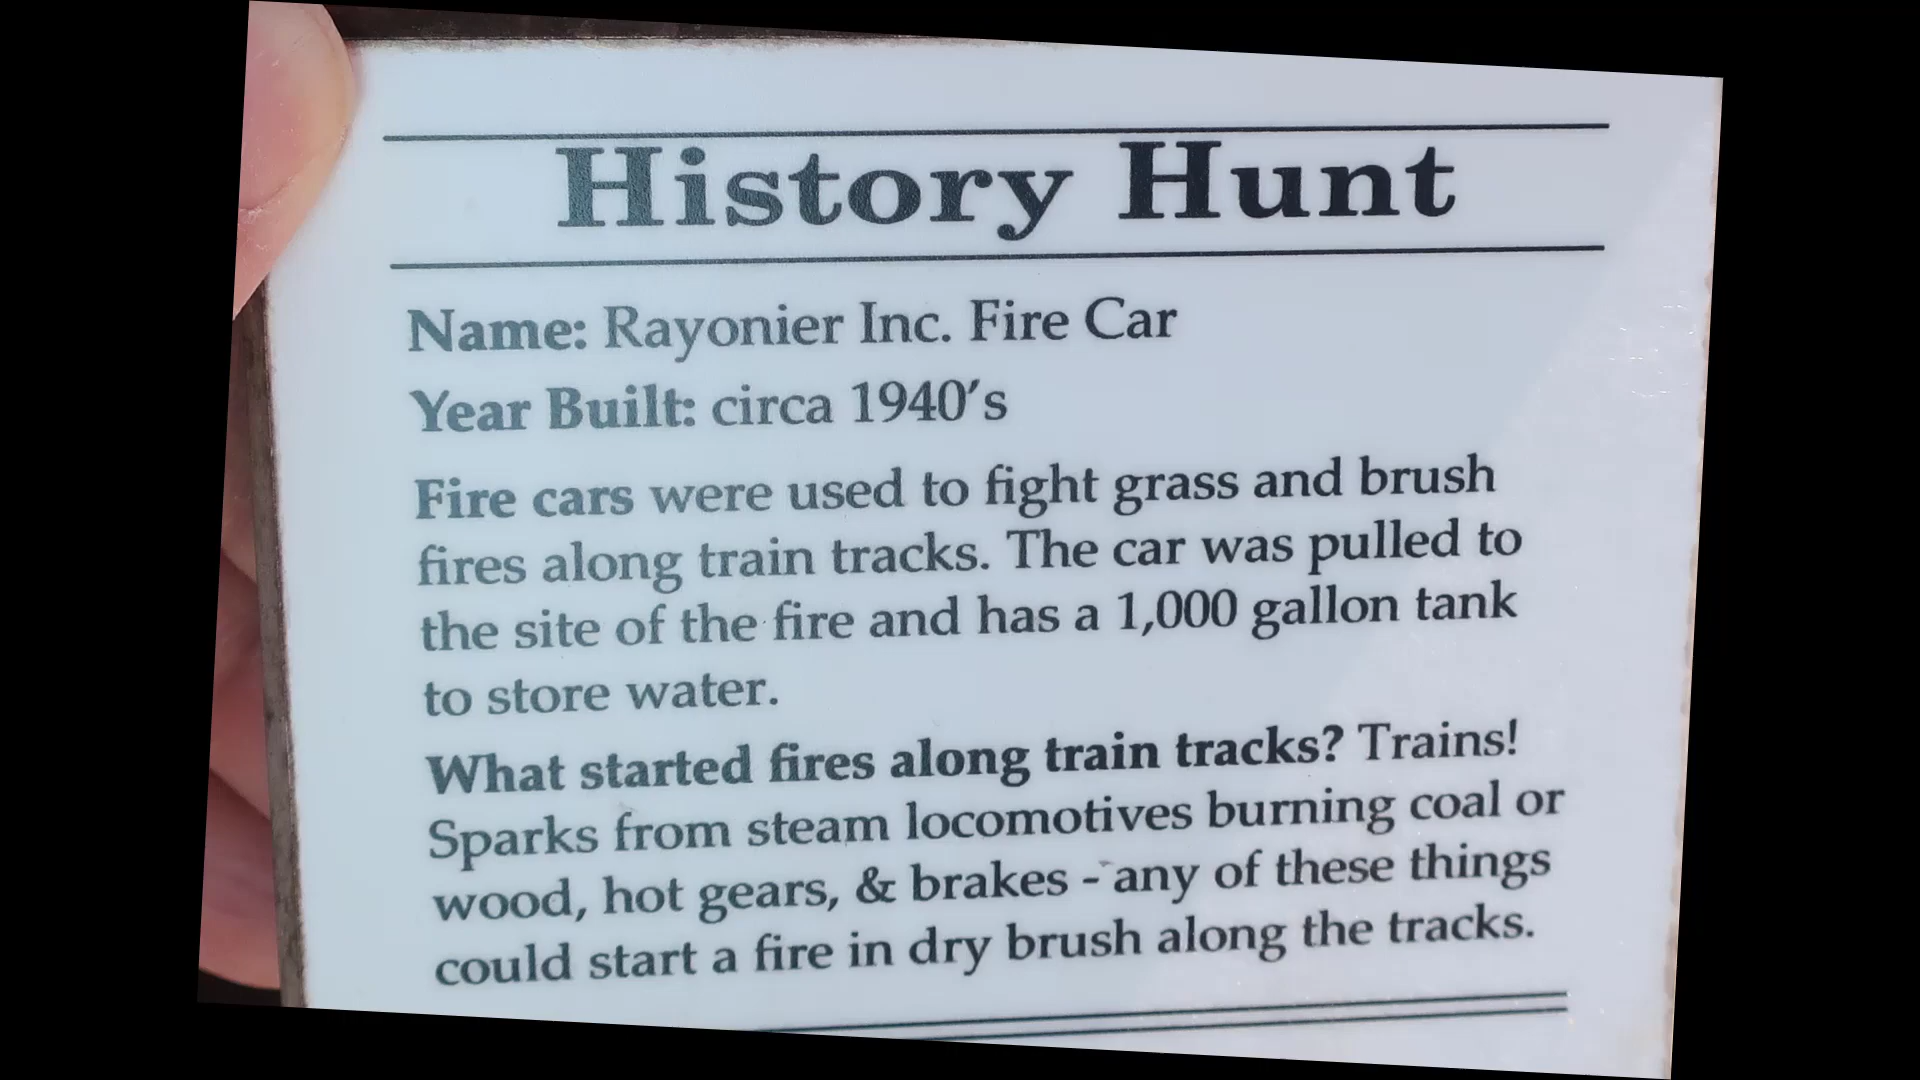 History Hunt
Name: Rayonier Inc. Fire Car
Year Built: circa 1940's
Fire cars were used to fight grass and brush
fires along train tracks. The car was pulled to
the site of the fire and has a 1,000 gallon tank
to store water.
What started fires along train tracks? Trains!
Sparks from steam locomotives burning coal or
wood, hot gears, & brakes - any of these things
could start a fire in dry brush along the tracks.